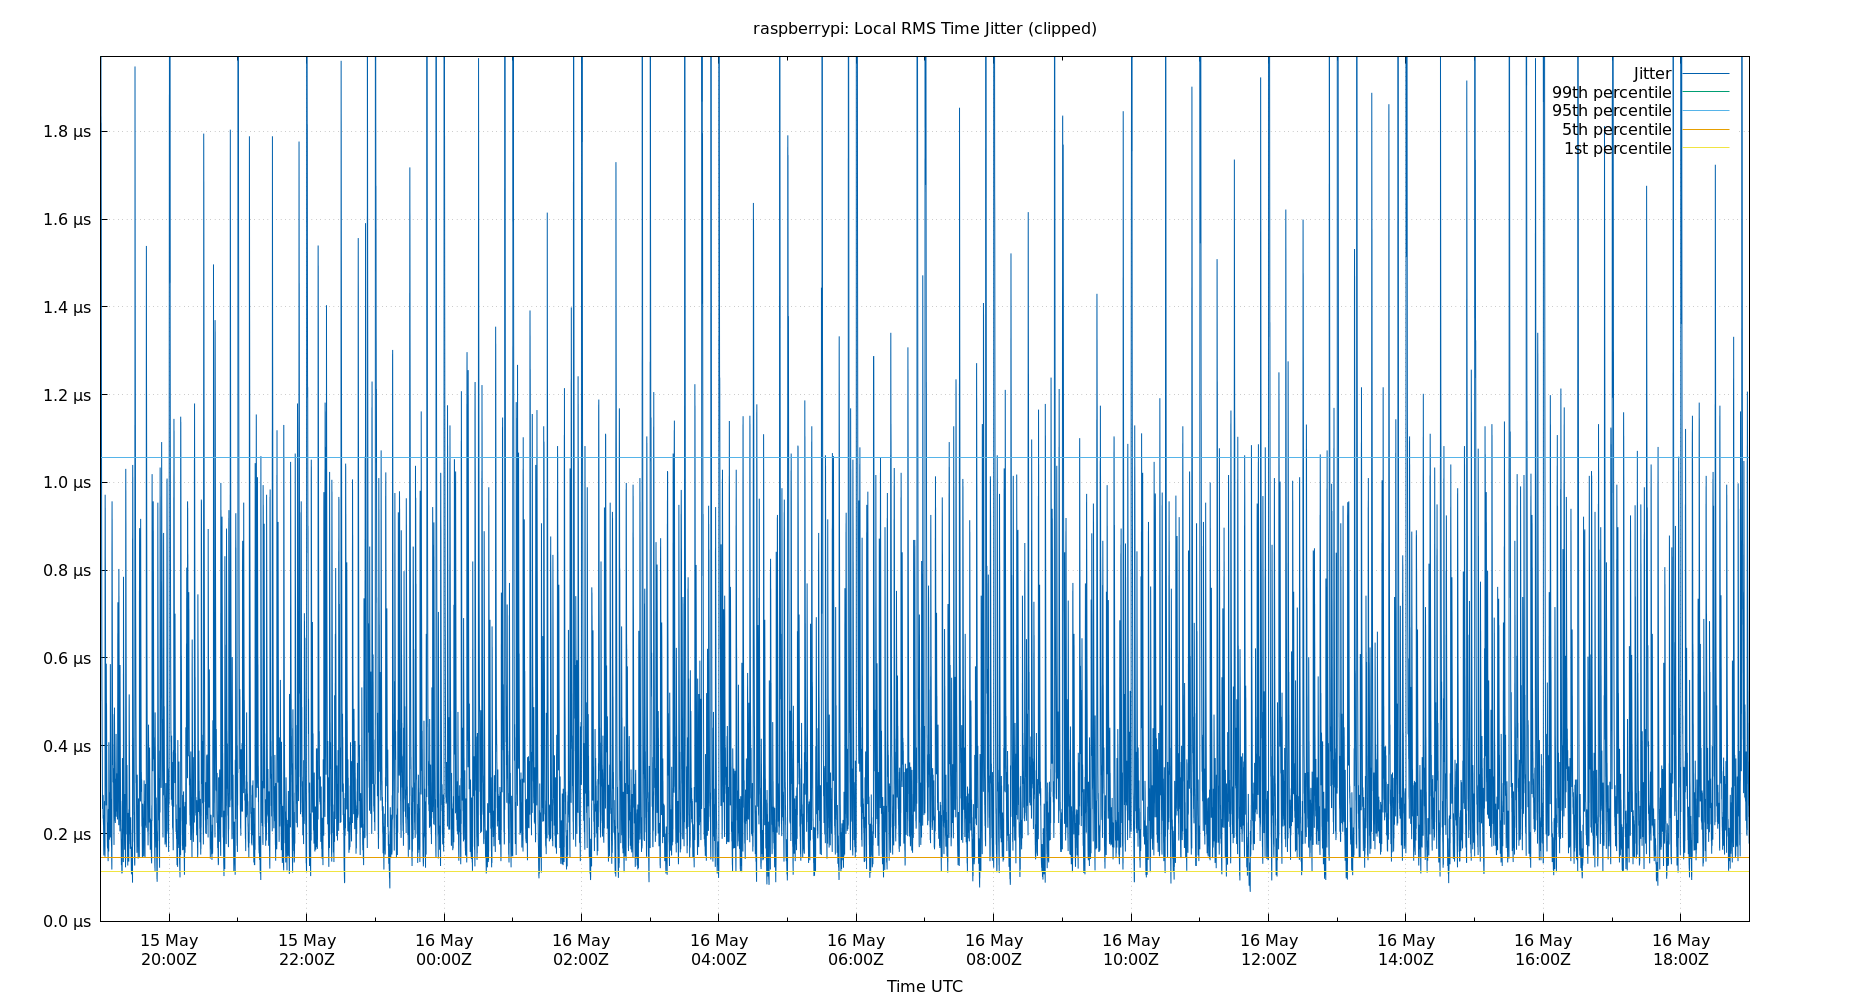 raspberrypi: Local RMS Time Jitter (clipped)
Jitter
99th percentile
95th percentile
5th percentile
1st percentile
1.8 µs
1.6 µs
1.4 µs
1.2 µs
1.0 µs
0.8 µs
0.6 µs
0.4 µs
0.2 µs
0.0 µs
15 May 15 May 16 May 16 May 16 May 16 May 16 May 16 May 16 May 16 May 16 May 16 May
20:00Z 22:00Z 00:00Z 02:00Z 04:00Z 06:00Z 08:00Z 10:00Z 12:00Z 14:00Z 16:00Z 18:00Z
Time UTC